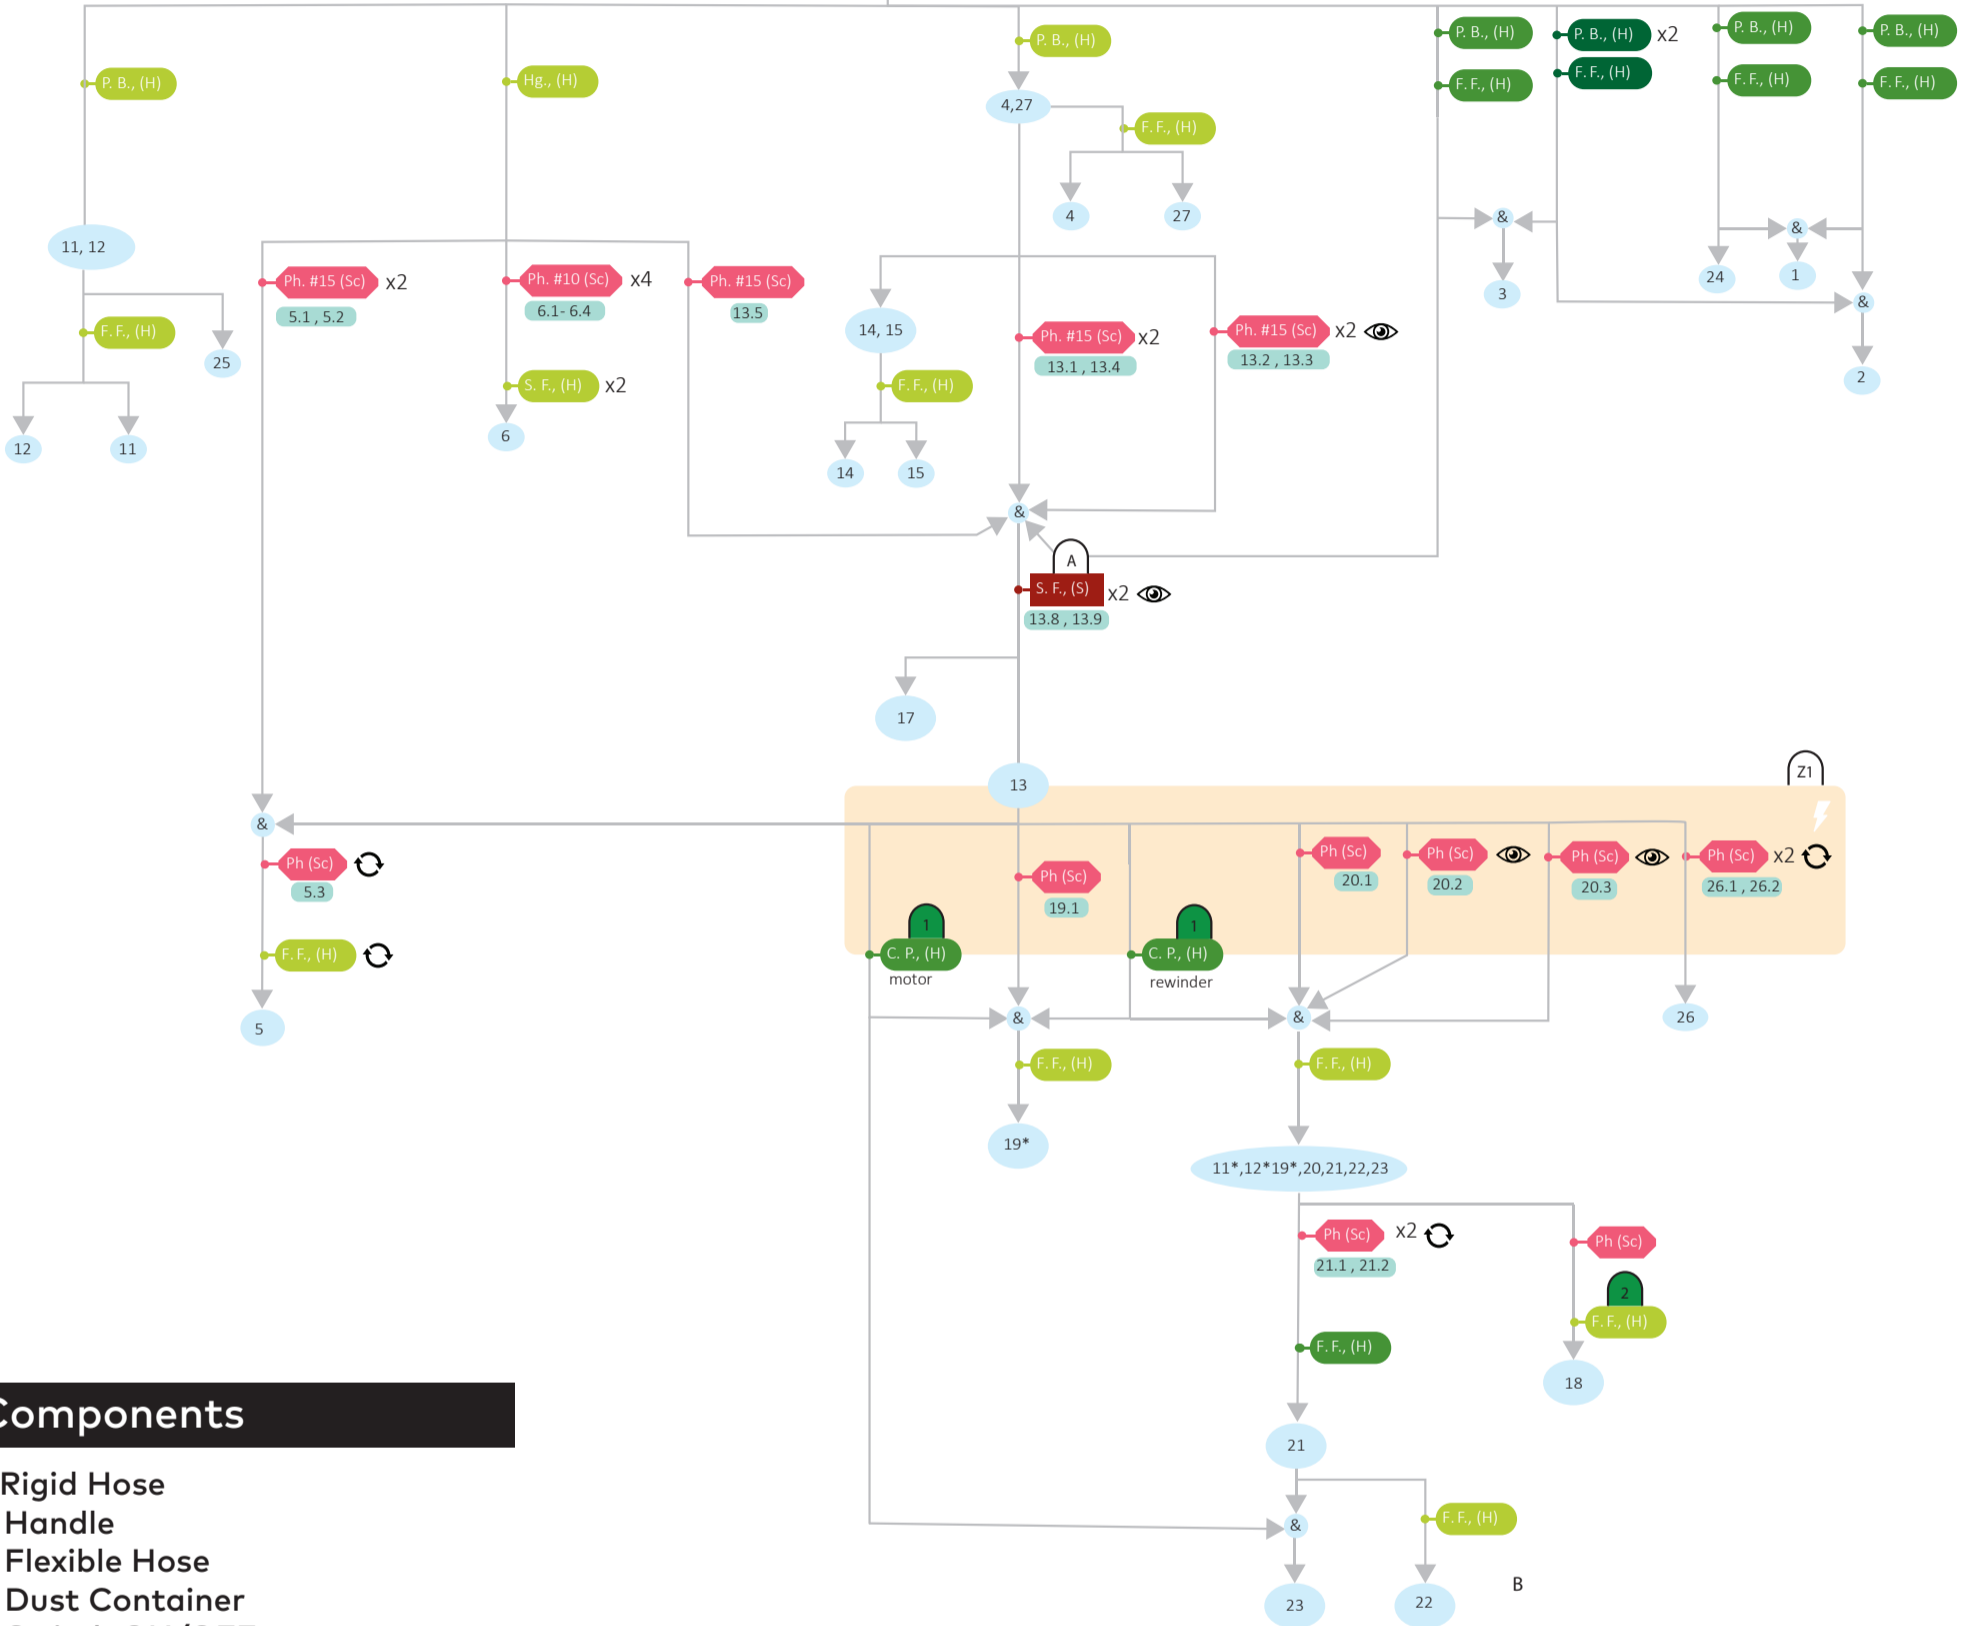 P. B., (H)
P. B., (H)
P. B., (H) x2
P. B., (H)
P. B., (H)
P. B., (H)
Hg., (H)
F. F., (H)
F. F., (H)
F. F., (H)
F. F., (H)
4,27
F. F., (H)
4
27
&
3
&
24
1
&
2
11, 12
F. F., (H)
25
12
11
Ph. #15 (Sc) x2
5.1 , 5.2
Ph. #10 (Sc) x4
6.1- 6.4
Ph. #15 (Sc)
13.5
S. F., (H) x2
6
14, 15
F. F., (H)
14
15
Ph. #15 (Sc) x2
13.1 , 13.4
Ph. #15 (Sc) x2
13.2 , 13.3
&
A
S. F., (S) x2
13.8 , 13.9
17
13
Z1
&
Ph (Sc)
5.3
F. F., (H)
5
Ph (Sc)
19.1
Ph (Sc)
20.1
Ph (Sc)
20.2
Ph (Sc)
20.3
Ph (Sc) x2
26.1 , 26.2
1
C. P., (H)
motor
1
C. P., (H)
rewinder
&
&
26
F. F., (H)
F. F., (H)
19*
11*,12*19*,20,21,22,23
Ph (Sc) x2
21.1 , 21.2
Ph (Sc)
2
F. F., (H)
F. F., (H)
18
21
&
F. F., (H)
23
22
B
Components
Rigid Hose
Handle
Flexible Hose
Dust Container